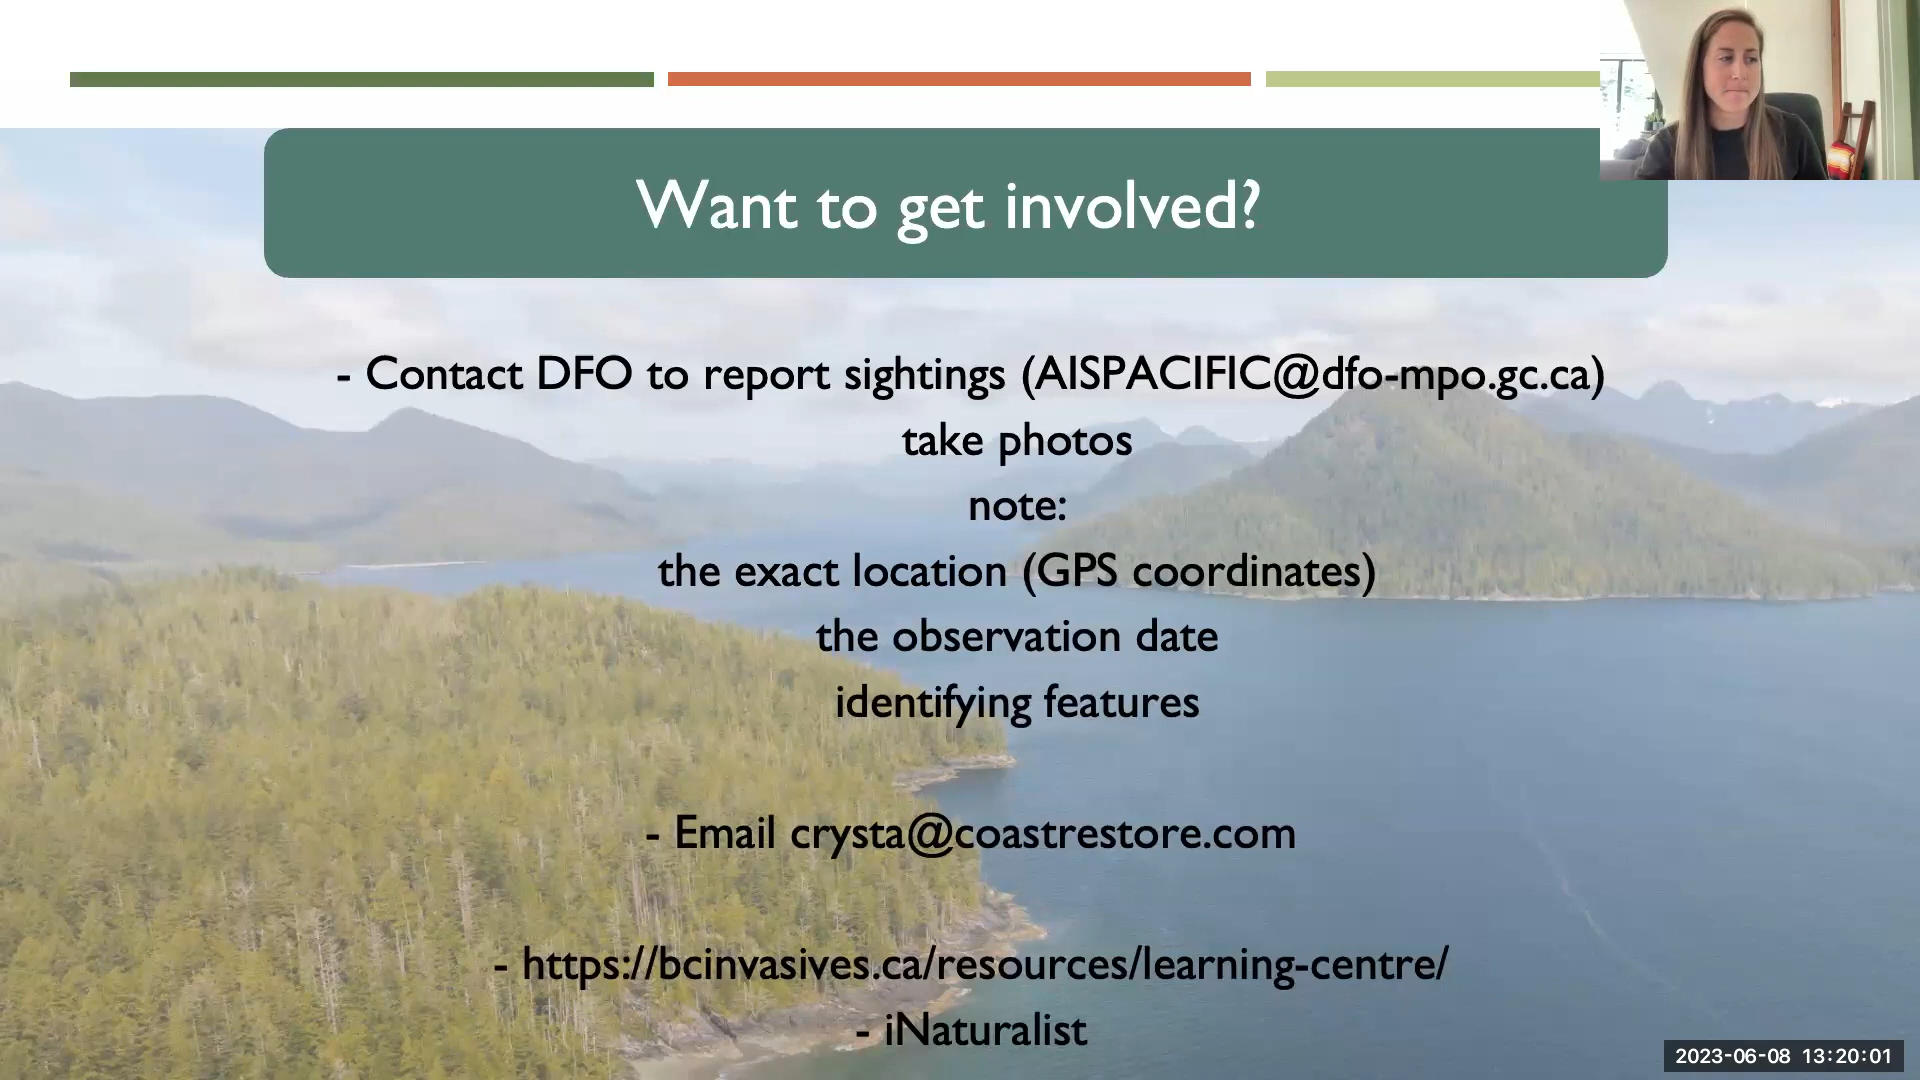 Want to get involved?
- Contact DFO to report sightings (AISPACIFIC@dfo-mpo.gc.ca)
take photos
note:
the exact location (GPS coordinates)
the observation date
identifying features
- Email crysta@coastrestore.com
- https://bcinvasives.ca/resources/learning-centre/
- iNaturalist
2023-06-08 13:20:01